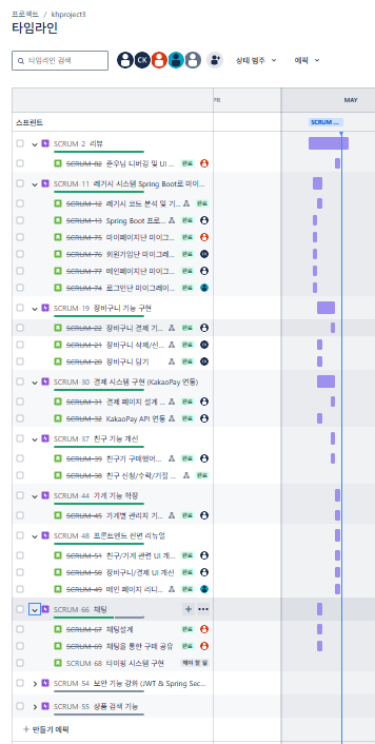 프로젝트 / khproject3
타임라인
타임라인 검색
CK
상태 범주
에픽
MAY
스프린트
SCRUM ...
SCRUM-2 리뷰
SCRUM-82 준우님 디버깅 및 UI ... 완료
SCRUM-11 레거시 시스템 Spring Boot로 마이...
SCRUM-12 레거시 코드 분석 및 기... 완료
SCRUM-13 Spring Boot 프로... 완료
SCRUM-75 마이페이지단 마이그... 완료
SCRUM-76 회원가입단 마이그레... 완료
SCRUM-77 메인페이지단 마이그... 완료
SCRUM-74 로그인단 마이그레이... 완료
SCRUM-19 장바구니 기능 구현
SCRUM-22 장바구니 결제 기... 완료
SCRUM-21 장바구니 삭제/선... 완료
SCRUM-20 장바구니 담기 완료
SCRUM-30 결제 시스템 구현 (KakaoPay 연동)
SCRUM-31 결제 페이지 설계 ... 완료
SCRUM-32 KakaoPay API 연동 완료
SCRUM-37 친구 기능 개선
SCRUM-39 친구가 구매했어... 완료
SCRUM-38 친구 신청/수락/거절 ... 완료
SCRUM-44 가게 기능 확장
SCRUM-45 가게별 관리자 기... 완료
SCRUM-48 프론트엔드 전면 리뉴얼
SCRUM-51 친구/가게 관련 UI 개... 완료
SCRUM-50 장바구니/결제 UI 개선 완료
SCRUM-49 메인 페이지 리니... 완료
SCRUM-66 채팅
SCRUM-67 채팅설계 완료
SCRUM-69 채팅을 통한 구매 공유 완료
SCRUM-68 더미링 시스템 구현 해야 할 일
SCRUM-54 보안 기능 강화 (JWT & Spring Sec...
SCRUM-55 상품 검색 기능
+ 만들기 에픽